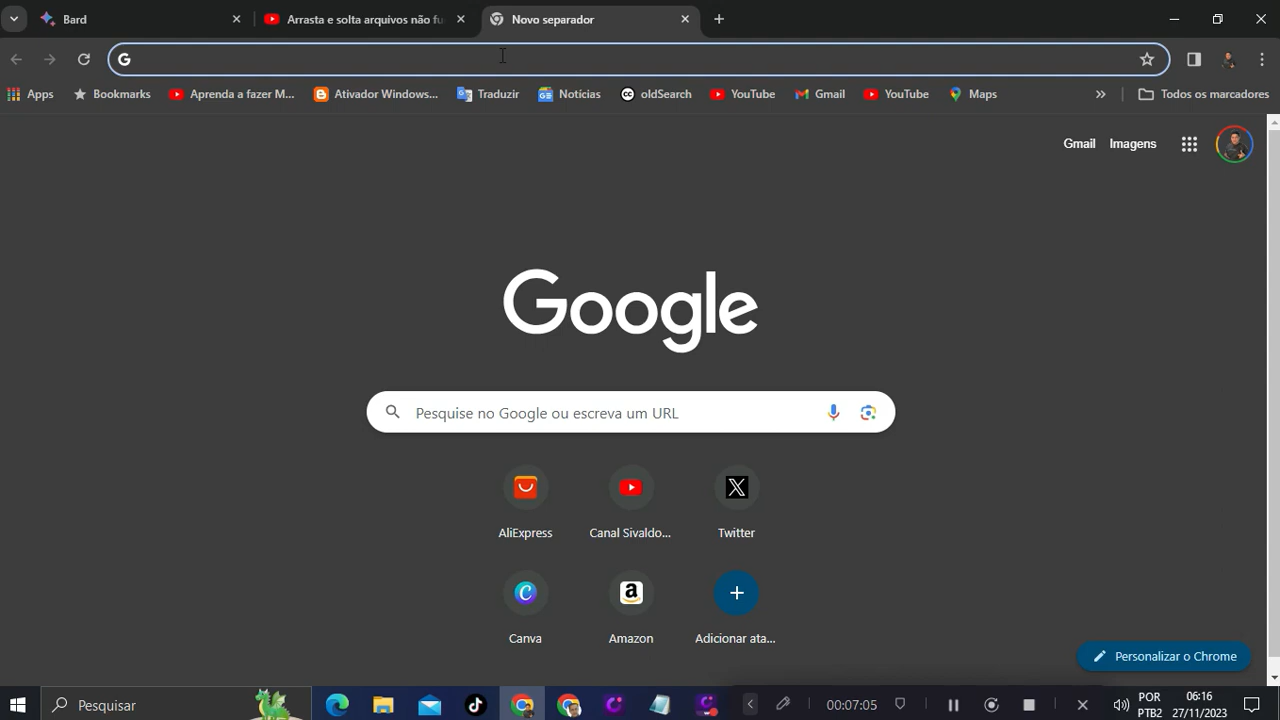 Bard
Arrasta e solta arquivos não fu
Novo separador
Apps
Bookmarks
Aprenda a fazer M...
Ativador Windows...
Traduzir
Notícias
oldSearch
YouTube
Gmail
YouTube
Maps
»
Todos os marcadores
Gmail
Imagens
Google
Pesquise no Google ou escreva um URL
AliExpress
Canal Sivaldo...
Twitter
Canva
Amazon
Adicionar ata...
Personalizar o Chrome
Pesquisar
00:07:05
POR
PTB2
06:16
27/11/2023